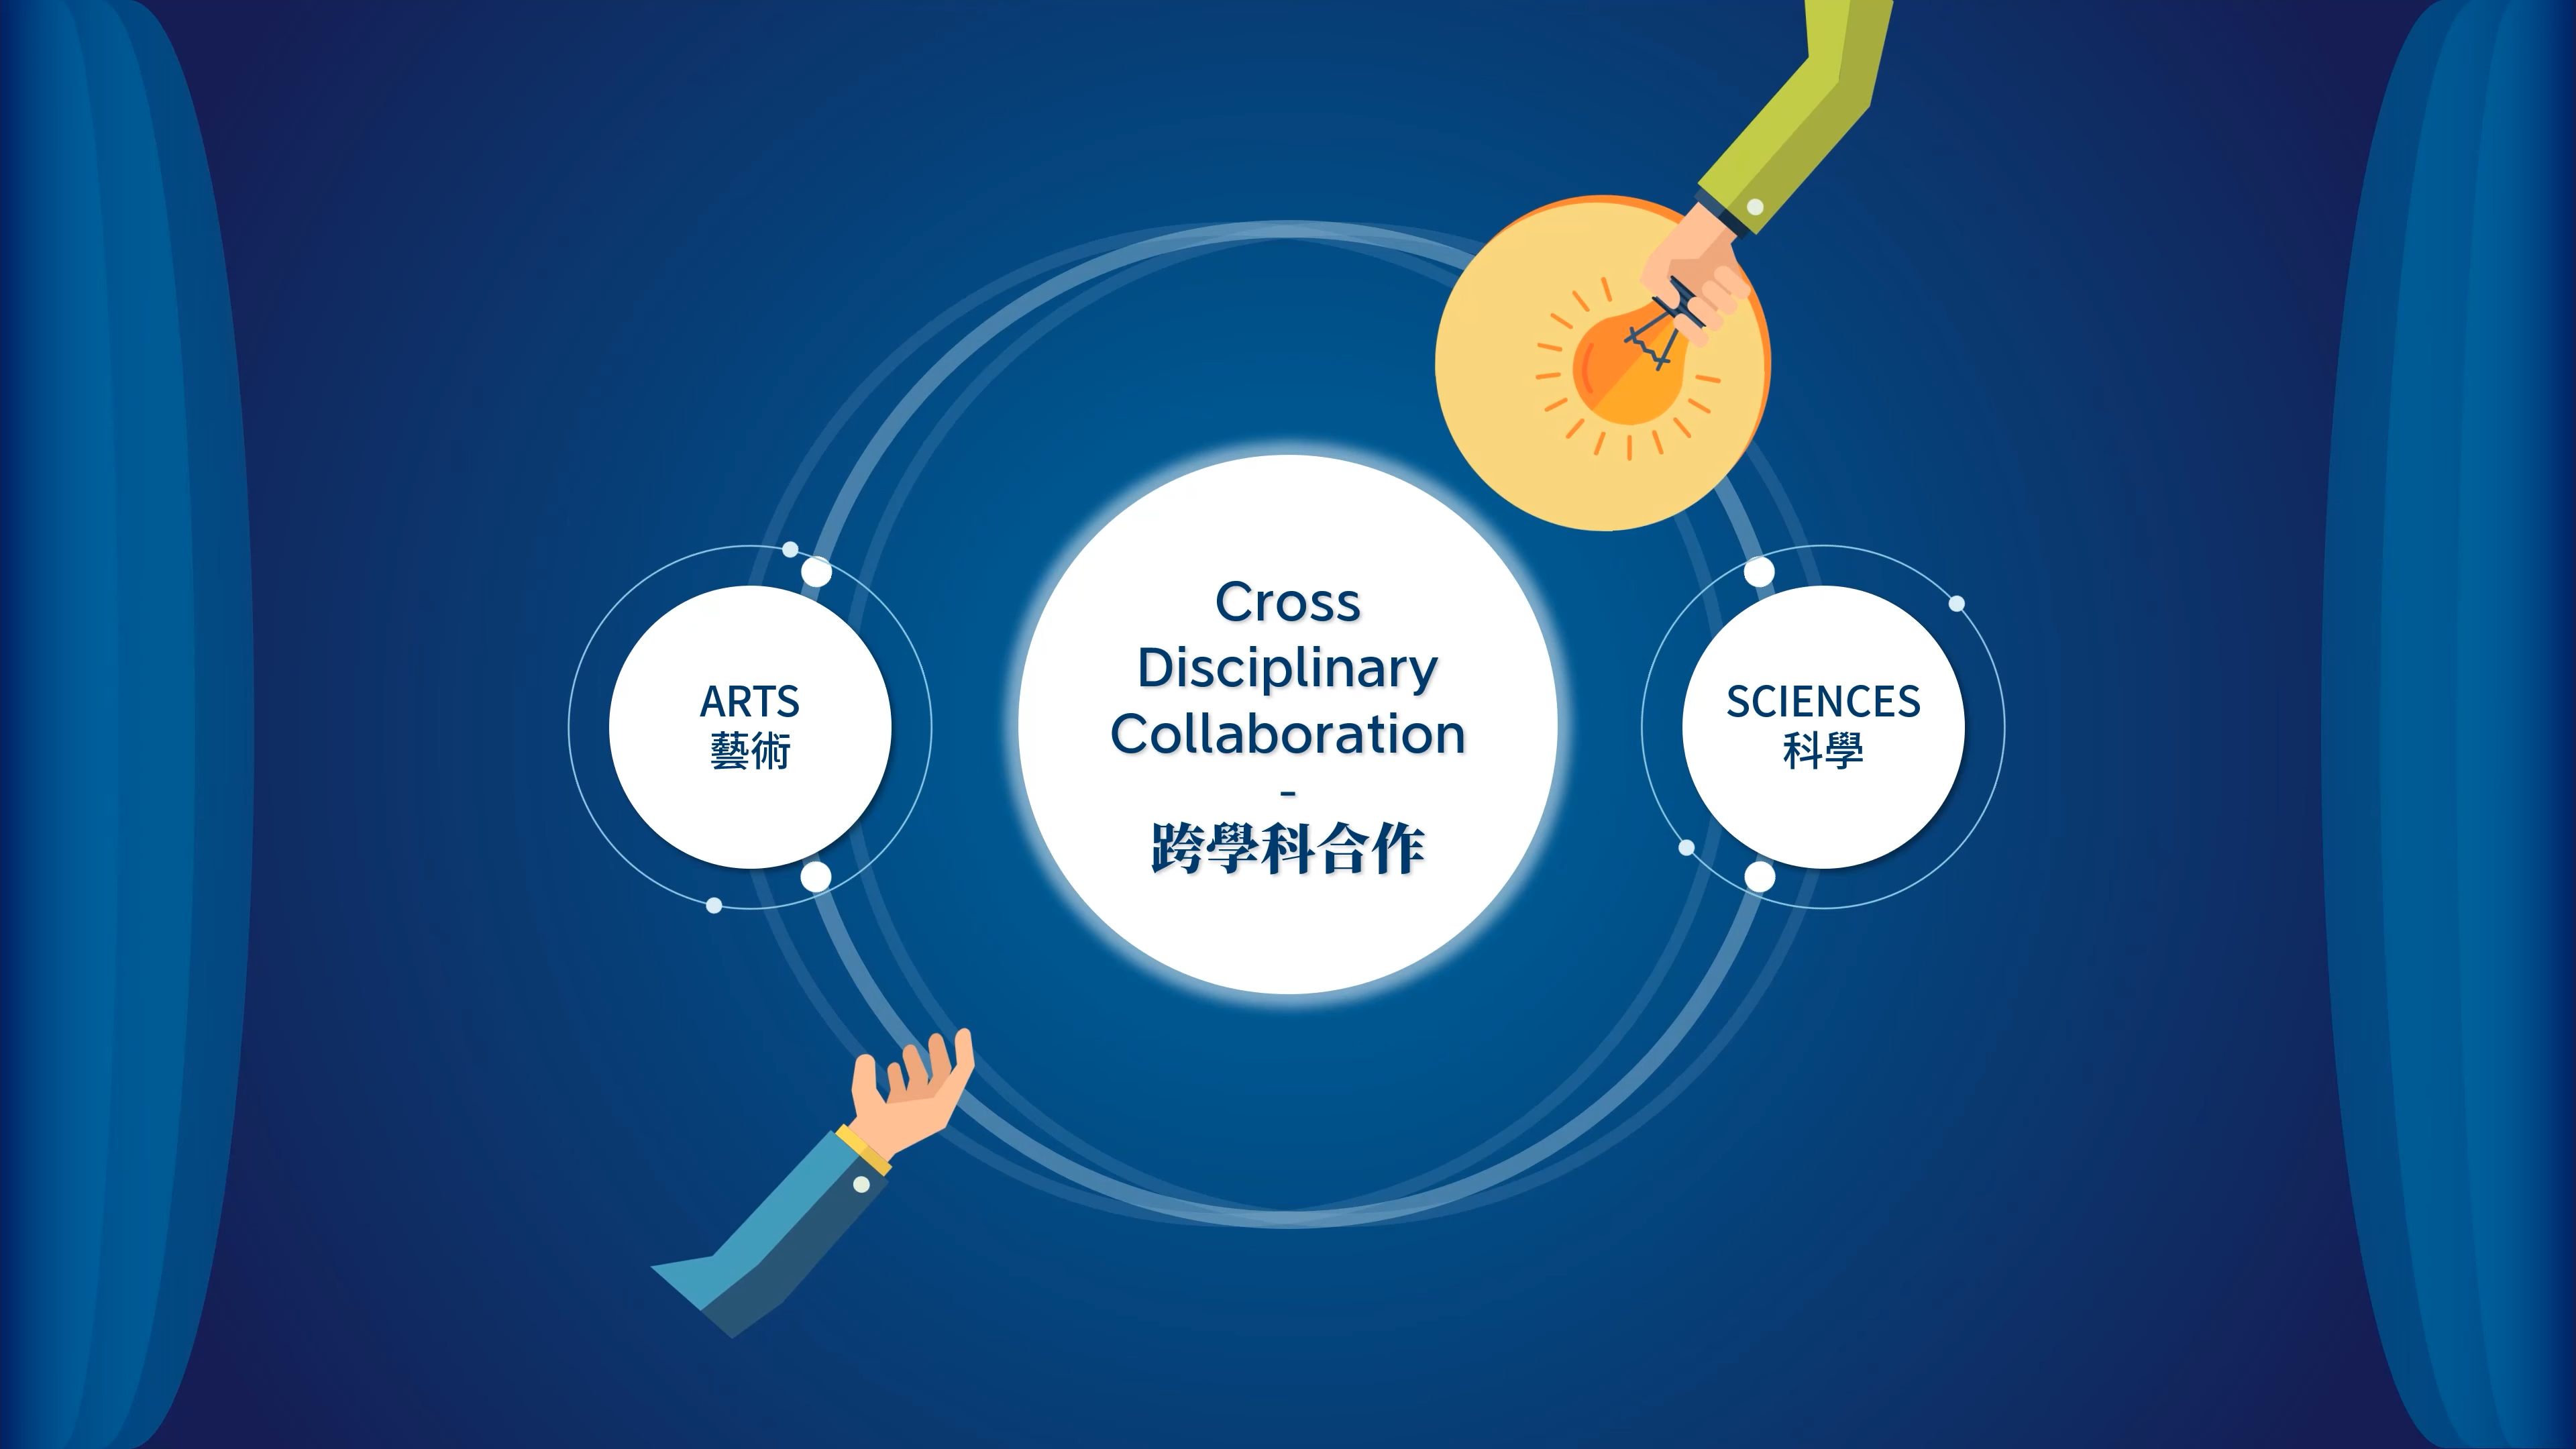 ARTS
藝術
Cross
Disciplinary
Collaboration
-
跨學科合作
SCIENCES
科學